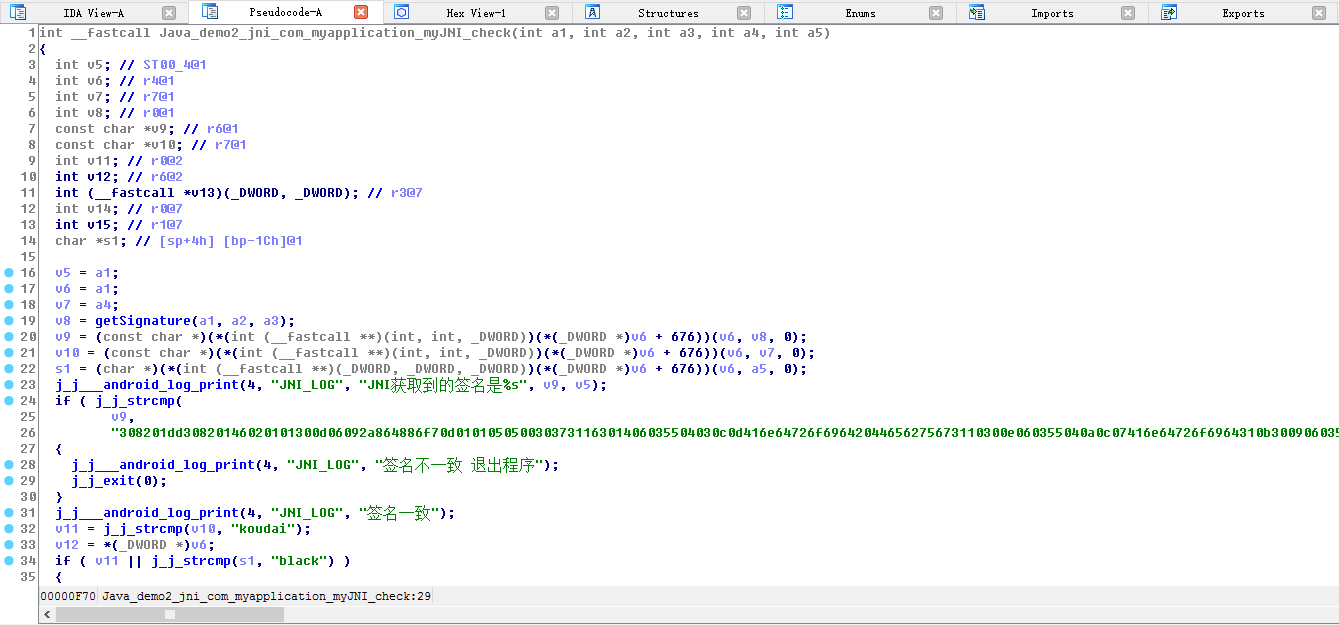 IDA View-A Pseudocode-A Hex View-1 Structures Enums Imports Exports
1 int __fastcall Java_demo2_jni_com_myapplication_myJNI_check(int a1, int a2, int a3, int a4, int a5)
2 {
3 int v5; // ST00_4@1
4 int v6; // r4@1
5 int v7; // r7@1
6 int v8; // r0@1
7 const char *v9; // r6@1
8 const char *v10; // r7@1
9 int v11; // r0@2
10 int v12; // r6@2
11 int (__fastcall *v13)(_DWORD, _DWORD); // r3@7
12 int v14; // r0@7
13 int v15; // r1@7
14 char *s1; // [sp+4h] [bp-1Ch]@1
15
16 v5 = a1;
17 v6 = a1;
18 v7 = a4;
19 v8 = getSignature(a1, a2, a3);
20 v9 = (const char *)(*(int (__fastcall **)(int, int, _DWORD))(*(_DWORD *)v6 + 676))(v6, v8, 0);
21 v10 = (const char *)(*(int (__fastcall **)(int, int, _DWORD))(*(_DWORD *)v6 + 676))(v6, v7, 0);
22 s1 = (char *)(*(int (__fastcall **)(_DWORD, _DWORD, _DWORD))(*(_DWORD *)v6 + 676))(v6, a5, 0);
23 j_j___android_log_print(4, "JNI_LOG", "JNI获取到的签名是%s", v9, v5);
24 if ( j_j_strcmp(
25 v9,
26 "308201dd30820146020101300d06092a864886f70d010105050030373116301406035504030c0d416e64726f69642044656275673110300e060355040a0c07416e64726f6964310b300906035
27 {
28 j_j___android_log_print(4, "JNI_LOG", "签名不一致 退出程序");
29 j_j_exit(0);
30 }
31 j_j___android_log_print(4, "JNI_LOG", "签名一致");
32 v11 = j_j_strcmp(v10, "koudai");
33 v12 = *(_DWORD *)v6;
34 if ( v11 || j_j_strcmp(s1, "black") )
35 {
00000F70 Java_demo2_jni_com_myapplication_myJNI_check:29